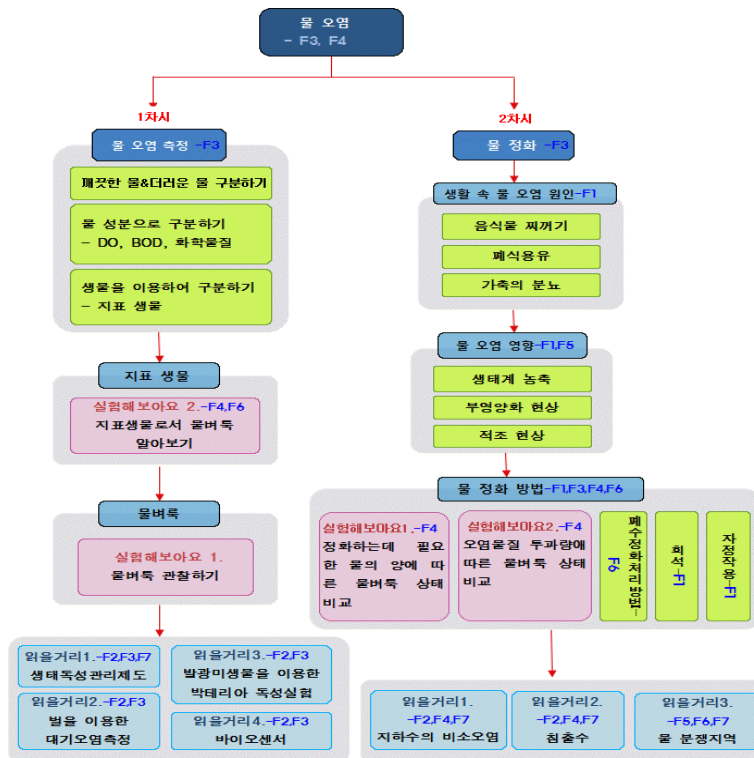 물 오염
- F3, F4
1차시
물 오염 측정 -F3
깨끗한 물&더러운 물 구분하기
물 성분으로 구분하기
- DO, BOD, 화학물질
생물을 이용하여 구분하기
- 지표 생물
지표 생물
실험해보아요 2.-F4,F6
지표생물로서 물벼룩
알아보기
물벼룩
실험해보아요 1.
물벼룩 관찰하기
읽을거리1.-F2,F3,F7
생태독성관리제도
읽을거리2.-F2,F3
벌을 이용한
대기오염측정
읽을거리3.-F2,F3
발광미생물을 이용한
박테리아 독성실험
읽을거리4.-F2,F3
바이오센서
2차시
물 정화 -F3
생활 속 물 오염 원인-F1
음식물 찌꺼기
폐식용유
가축의 분뇨
물 오염 영향-F1,F5
생태계 농축
부영양화 현상
적조 현상
물 정화 방법-F1,F3,F4,F6
실험해보아요1.-F4
정화하는데 필요
한 물의 양에 따
른 물벼룩 상태
비교
실험해보아요2.-F4
오염물질 투과량애
따른 물벼룩 상태
비교
폐수정화처리방법-
F6
희석-F1
자정작용-F1
읽을거리1.
-F2,F4,F7
지하수의 비소오염
읽을거리2.
-F2,F4,F7
침출수
읽을거리3.
-F5,F6,F7
물 분쟁지역